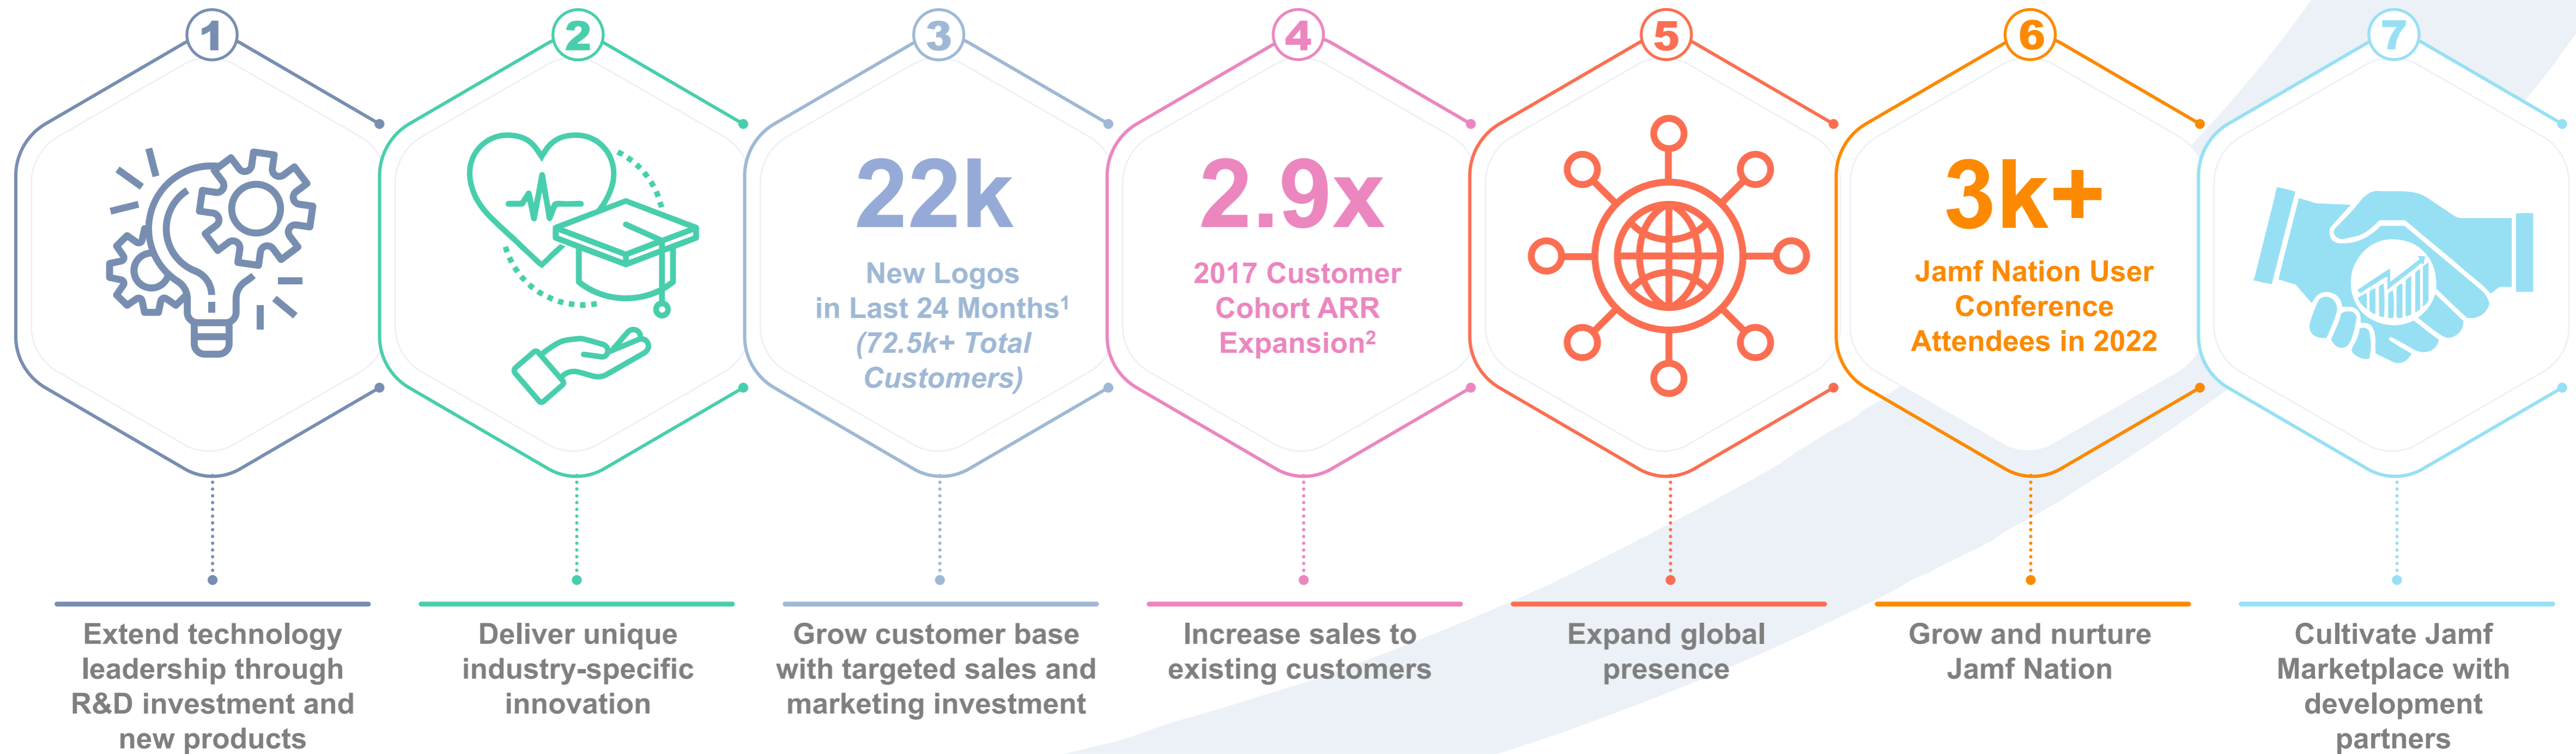 1
2
3
4
5
6
7
22k
New Logos
in Last 24 Months¹
(72.5k+ Total
Customers)
2.9x
2017 Customer
Cohort ARR
Expansion²
3k+
Jamf Nation User
Conference
Attendees in 2022
Extend technology
leadership through
R&D investment and
new products
Deliver unique
industry-specific
innovation
Grow customer base
with targeted sales and
marketing investment
Increase sales to
existing customers
Expand global
presence
Grow and nurture
Jamf Nation
Cultivate Jamf
Marketplace with
development
partners